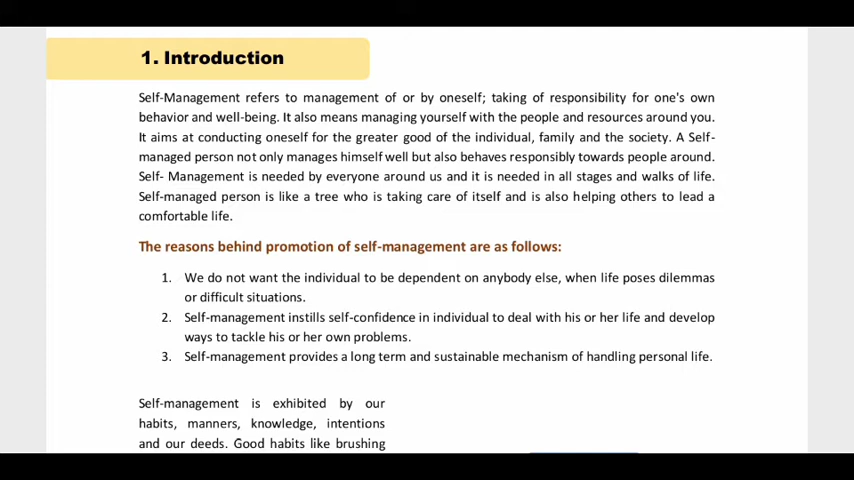 1. Introduction
Self-Management refers to management of or by oneself; taking of responsibility for one's own
behavior and well-being. It also means managing yourself with the people and resources around you.
It aims at conducting oneself for the greater good of the individual, family and the society. A Self-
managed person not only manages himself well but also behaves responsibly towards people around.
Self- Management is needed by everyone around us and it is needed in all stages and walks of life.
Self-managed person is like a tree who is taking care of itself and is also helping others to lead a
comfortable life.
The reasons behind promotion of self-management are as follows:
1. We do not want the individual to be dependent on anybody else, when life poses dilemmas
or difficult situations.
2. Self-management instills self-confidence in individual to deal with his or her life and develop
ways to tackle his or her own problems.
3. Self-management provides a long term and sustainable mechanism of handling personal life.
Self-management is exhibited by our
habits, manners, knowledge, intentions
and our deeds. Good habits like brushing